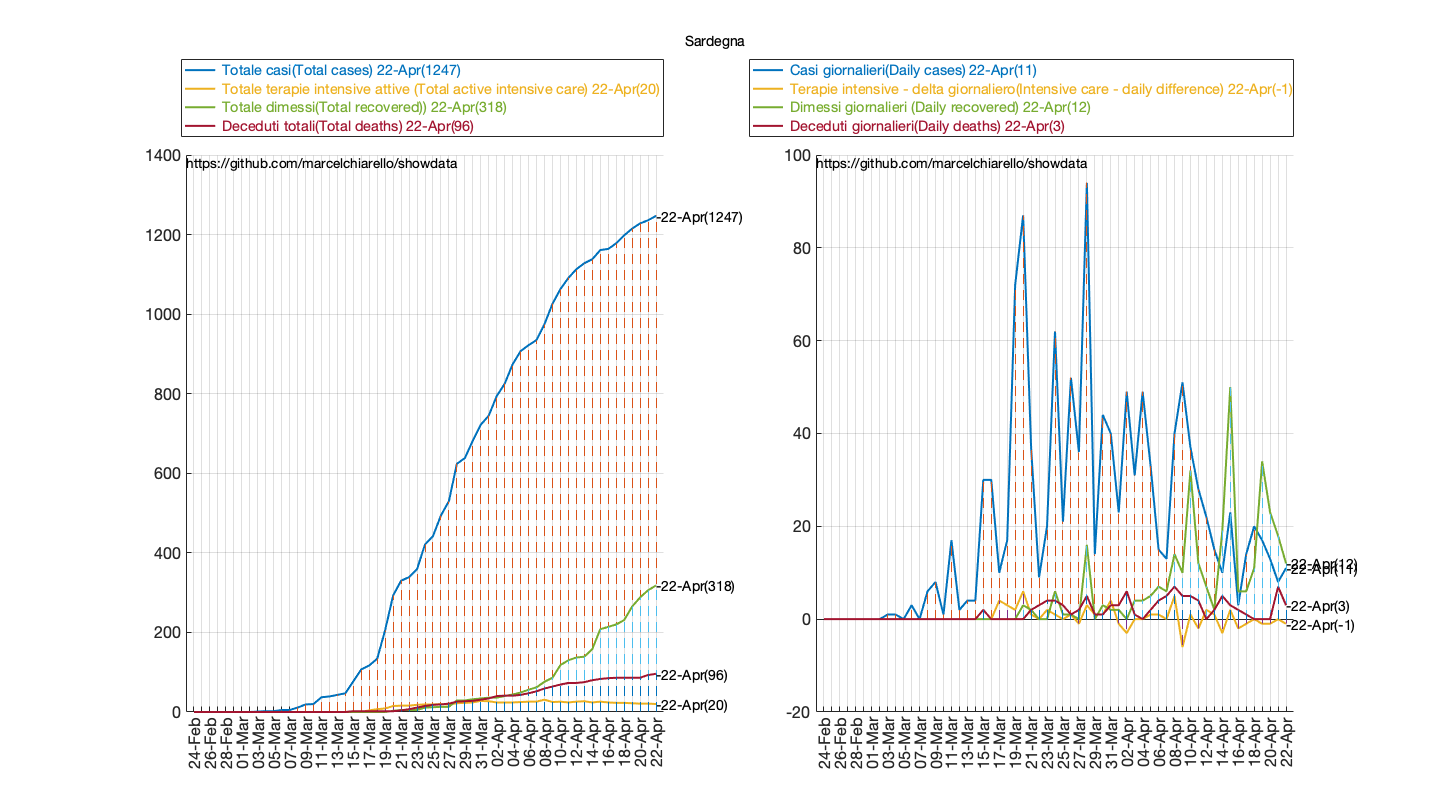 Sardegna
Totale casi(Total cases) 22-Apr(1247)
Totale terapie intensive attive (Total active intensive care) 22-Apr(20)
Totale dimessi(Total recovered)) 22-Apr(318)
Deceduti totali(Total deaths) 22-Apr(96)
Casi giornalieri(Daily cases) 22-Apr(11)
Terapie intensive - delta giornaliero(Intensive care - daily difference) 22-Apr(-1)
Dimessi giornalieri (Daily recovered) 22-Apr(12)
Deceduti giornalieri(Daily deaths) 22-Apr(3)
https://github.com/marcelchiarello/showdata
1400
1200
1000
800
600
400
200
0
-22-Apr(1247)
-22-Apr(318)
-22-Apr(96)
-22-Apr(20)
24-Feb
26-Feb
28-Feb
01-Mar
03-Mar
05-Mar
07-Mar
09-Mar
11-Mar
13-Mar
15-Mar
17-Mar
19-Mar
21-Mar
23-Mar
25-Mar
27-Mar
29-Mar
31-Mar
02-Apr
04-Apr
06-Apr
08-Apr
10-Apr
12-Apr
14-Apr
16-Apr
18-Apr
20-Apr
22-Apr
https://github.com/marcelchiarello/showdata
100
80
60
40
20
0
-20
-22-Apr(12)
-22-Apr(11)
-22-Apr(3)
-22-Apr(-1)
24-Feb
26-Feb
28-Feb
01-Mar
03-Mar
05-Mar
07-Mar
09-Mar
11-Mar
13-Mar
15-Mar
17-Mar
19-Mar
21-Mar
23-Mar
25-Mar
27-Mar
29-Mar
31-Mar
02-Apr
04-Apr
06-Apr
08-Apr
10-Apr
12-Apr
14-Apr
16-Apr
18-Apr
20-Apr
22-Apr